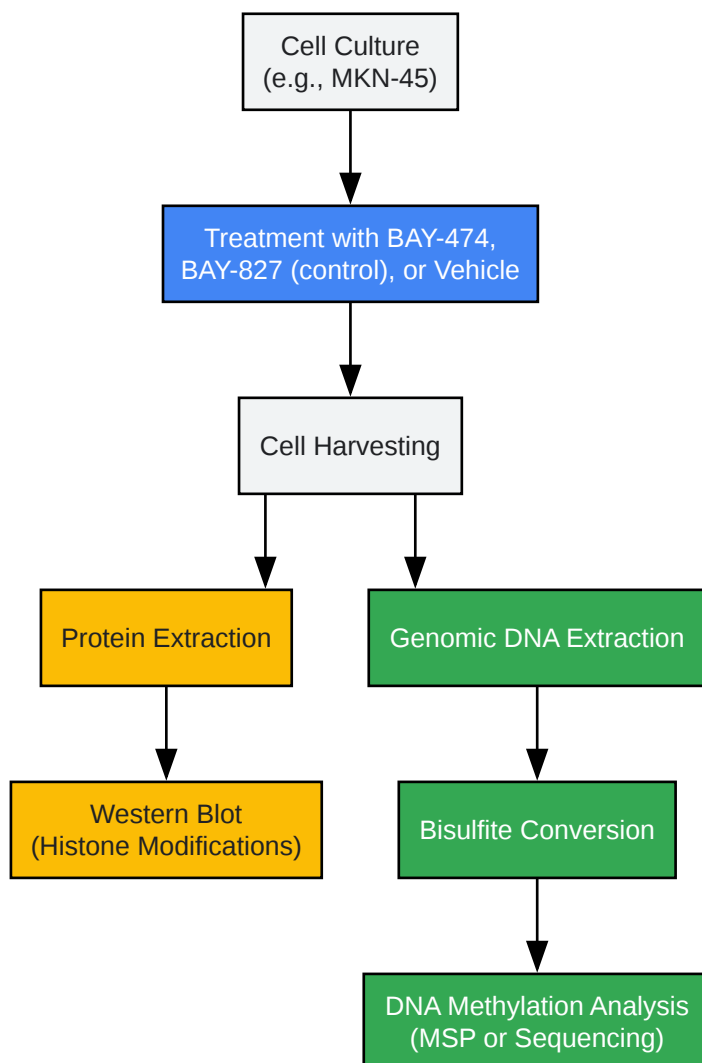 Cell Culture
(e.g., MKN-45)
Treatment with BAY-474,
BAY-827 (control), or Vehicle
Cell Harvesting
Protein Extraction
Genomic DNA Extraction
Western Blot
(Histone Modifications)
Bisulfite Conversion
DNA Methylation Analysis
(MSP or Sequencing)